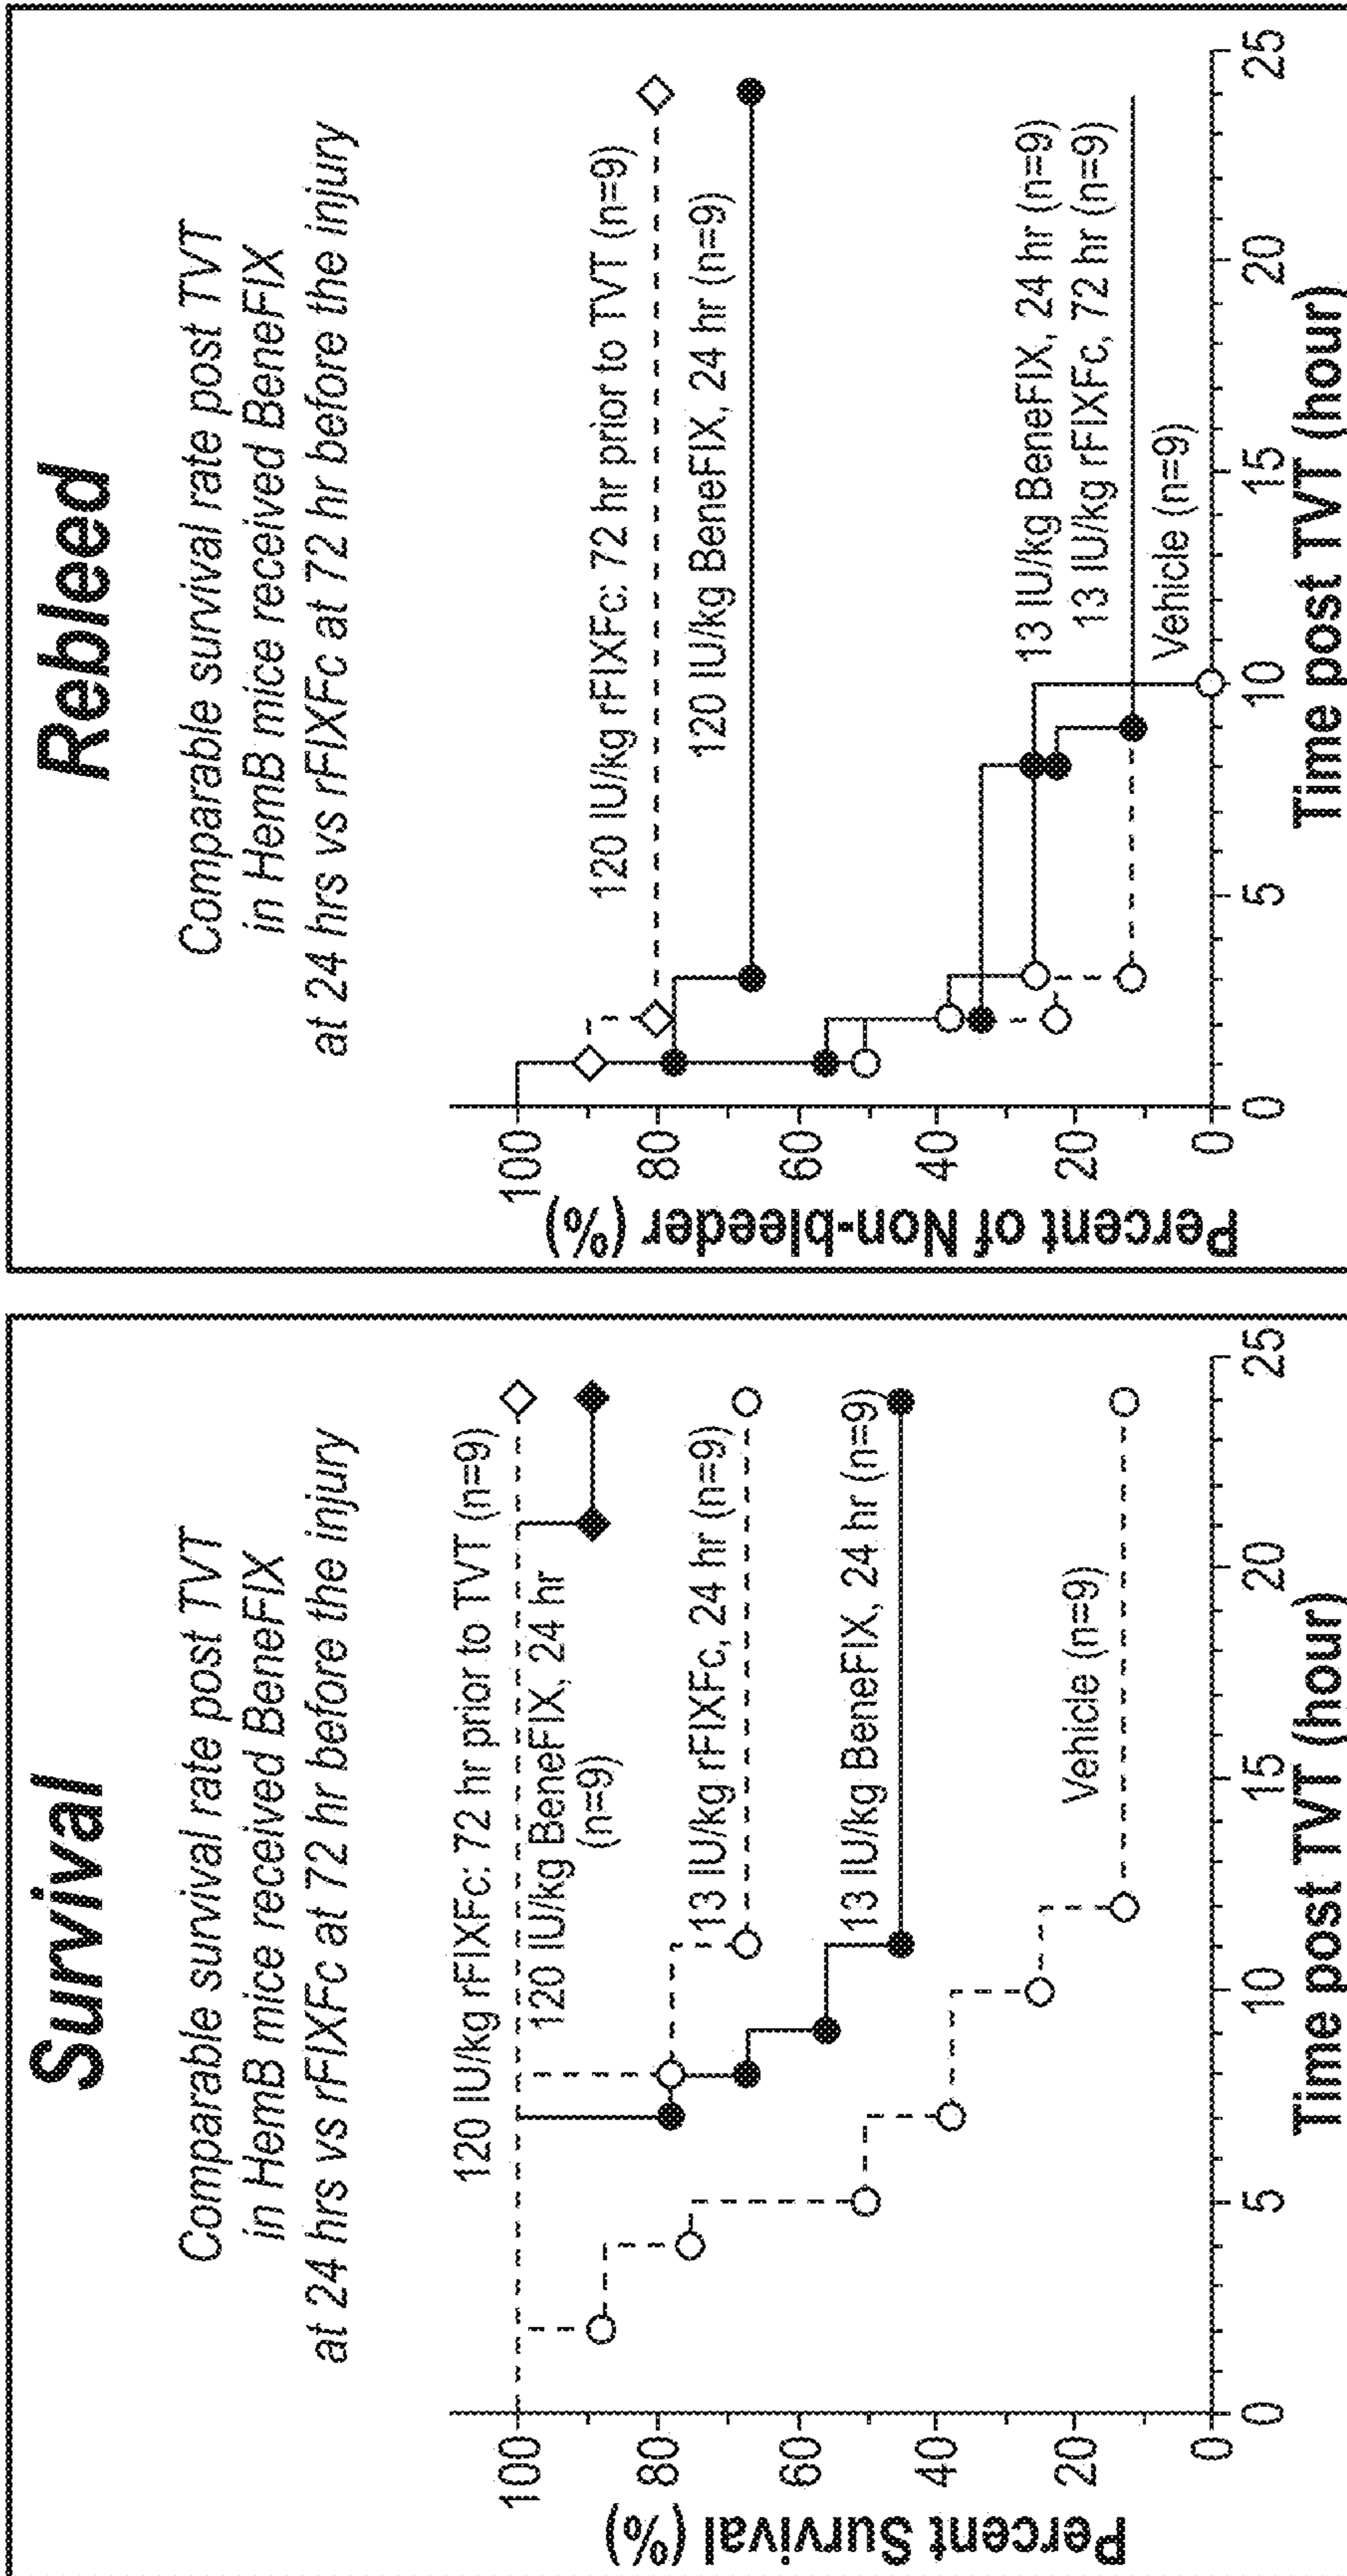 Survival
Comparable survival rate post TVT
in HemB mice received BeneFIX
at 24 hrs vs rFIXFc at 72 hr before the injury
120 IU/kg rFIXFc: 72 hr prior to TVT (n=9)
120 IU/kg BeneFIX, 24 hr
(n=9)
13 IU/kg rFIXFc, 24 hr (n=9)
13 IU/kg BeneFIX, 24 hr (n=9)
Vehicle (n=9)
Percent Survival (%)
100
80
60
40
20
0
0 5 10 15 20 25
Time post TVT (hour)
Rebleed
Comparable survival rate post TVT
in HemB mice received BeneFIX
at 24 hrs vs rFIXFc at 72 hr before the injury
120 IU/kg rFIXFc: 72 hr prior to TVT (n=9)
120 IU/kg BeneFIX, 24 hr (n=9)
13 IU/kg BeneFIX, 24 hr (n=9)
13 IU/kg rFIXFc, 72 hr (n=9)
Vehicle (n=9)
Percent of Non-bleeder (%)
100
80
60
40
20
0
0 5 10 15 20 25
Time post TVT (hour)